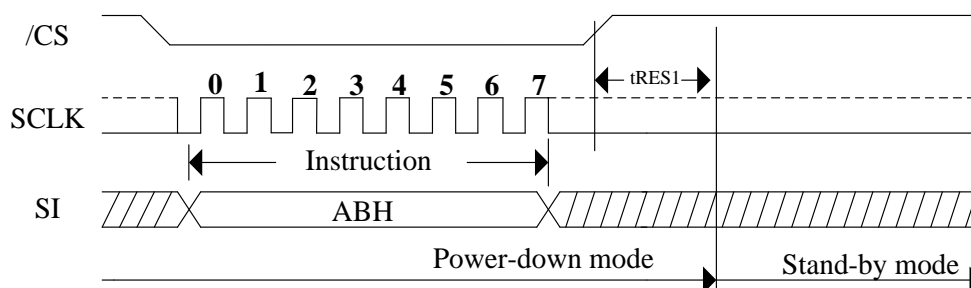 /CS
tRES1
0 1 2 3 4 5 6 7
SCLK
Instruction
SI
ABH
Power-down mode
Stand-by mode